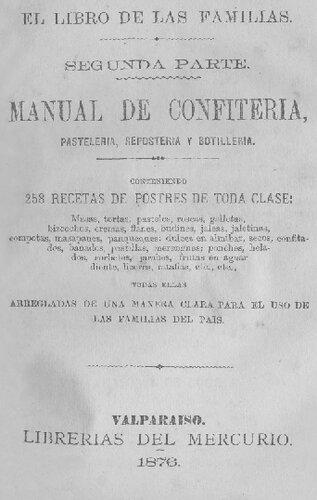 EL LIBRO DE LAS FAMILIAS.
SEGUNDA PARTE.
MANUAL DE CONFITERIA,
PASTELERIA, REPOSTERIA Y BOTILLERIA.
CONTENIENDO
258 RECETAS DE POSTRES DE TODA CLASE:
Masas, tortas, pasteles, roscas, galletas,
bizcochos, cremas, flanes, budines, jaleas, jaletinas,
compotas, masapanes, panqueques: dulces en almíbar, secos, confita-
dos, bañados, pastillas, merengues; ponches, hela-
dos, sorbetes, jarabes, frutas en aguar
diente, licores, mistelas, etc., etc.,
TODAS ELLAS
ARREGLADAS DE UNA MANERA CLARA PARA EL USO DE
LAS FAMILIAS DEL PAIS.
VALPARAISO.
LIBRERIAS DEL MERCURIO.
1876.